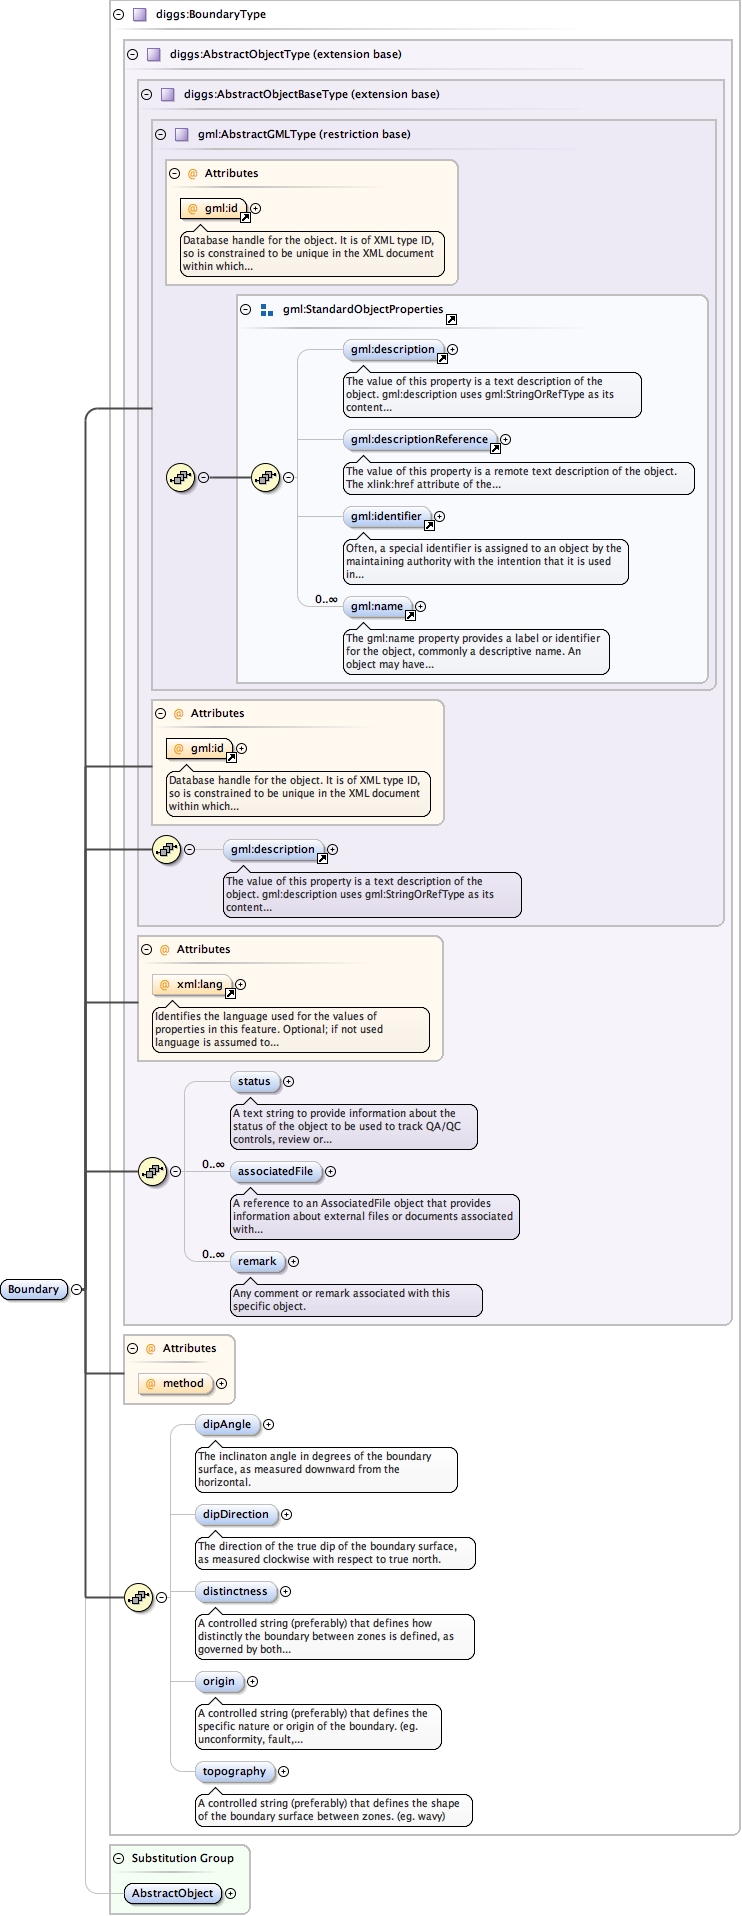 diggs:BoundaryType
diggs:AbstractObjectType (extension base)
diggs:AbstractObjectBaseType (extension base)
gml:AbstractGMLType (restriction base)
@ Attributes
@ gml:id
Database handle for the object. It is of XML type ID,
so is constrained to be unique in the XML document
within which...
gml:StandardObjectProperties
gml:description
The value of this property is a text description of the
object. gml:description uses gml:StringOrRefType as its
content...
gml:descriptionReference
The value of this property is a remote text description of the object.
The xlink:href attribute of the...
gml:identifier
Often, a special identifier is assigned to an object by the
maintaining authority with the intention that it is used
in...
0..∞
gml:name
The gml:name property provides a label or identifier
for the object, commonly a descriptive name. An
object may have...
@ Attributes
@ gml:id
Database handle for the object. It is of XML type ID,
so is constrained to be unique in the XML document
within which...
gml:description
The value of this property is a text description of the
object. gml:description uses gml:StringOrRefType as its
content...
@ Attributes
@ xml:lang
Identifies the language used for the values of
properties in this feature. Optional; if not used
language is assumed to...
status
A text string to provide information about the
status of the object to be used to track QA/QC
controls, review or...
0..∞
associatedFile
A reference to an AssociatedFile object that provides
information about external files or documents associated
with...
0..∞
remark
Any comment or remark associated with this
specific object.
Boundary
@ Attributes
@ method
dipAngle
The inclinaton angle in degrees of the boundary
surface, as measured downward from the
horizontal.
dipDirection
The direction of the true dip of the boundary surface,
as measured clockwise with respect to true north.
distinctness
A controlled string (preferably) that defines how
distinctly the boundary between zones is defined, as
governed by both...
origin
A controlled string (preferably) that defines the
specific nature or origin of the boundary. (eg.
unconformity, fault,...
topography
A controlled string (preferably) that defines the shape
of the boundary surface between zones. (eg. wavy)
Substitution Group
AbstractObject